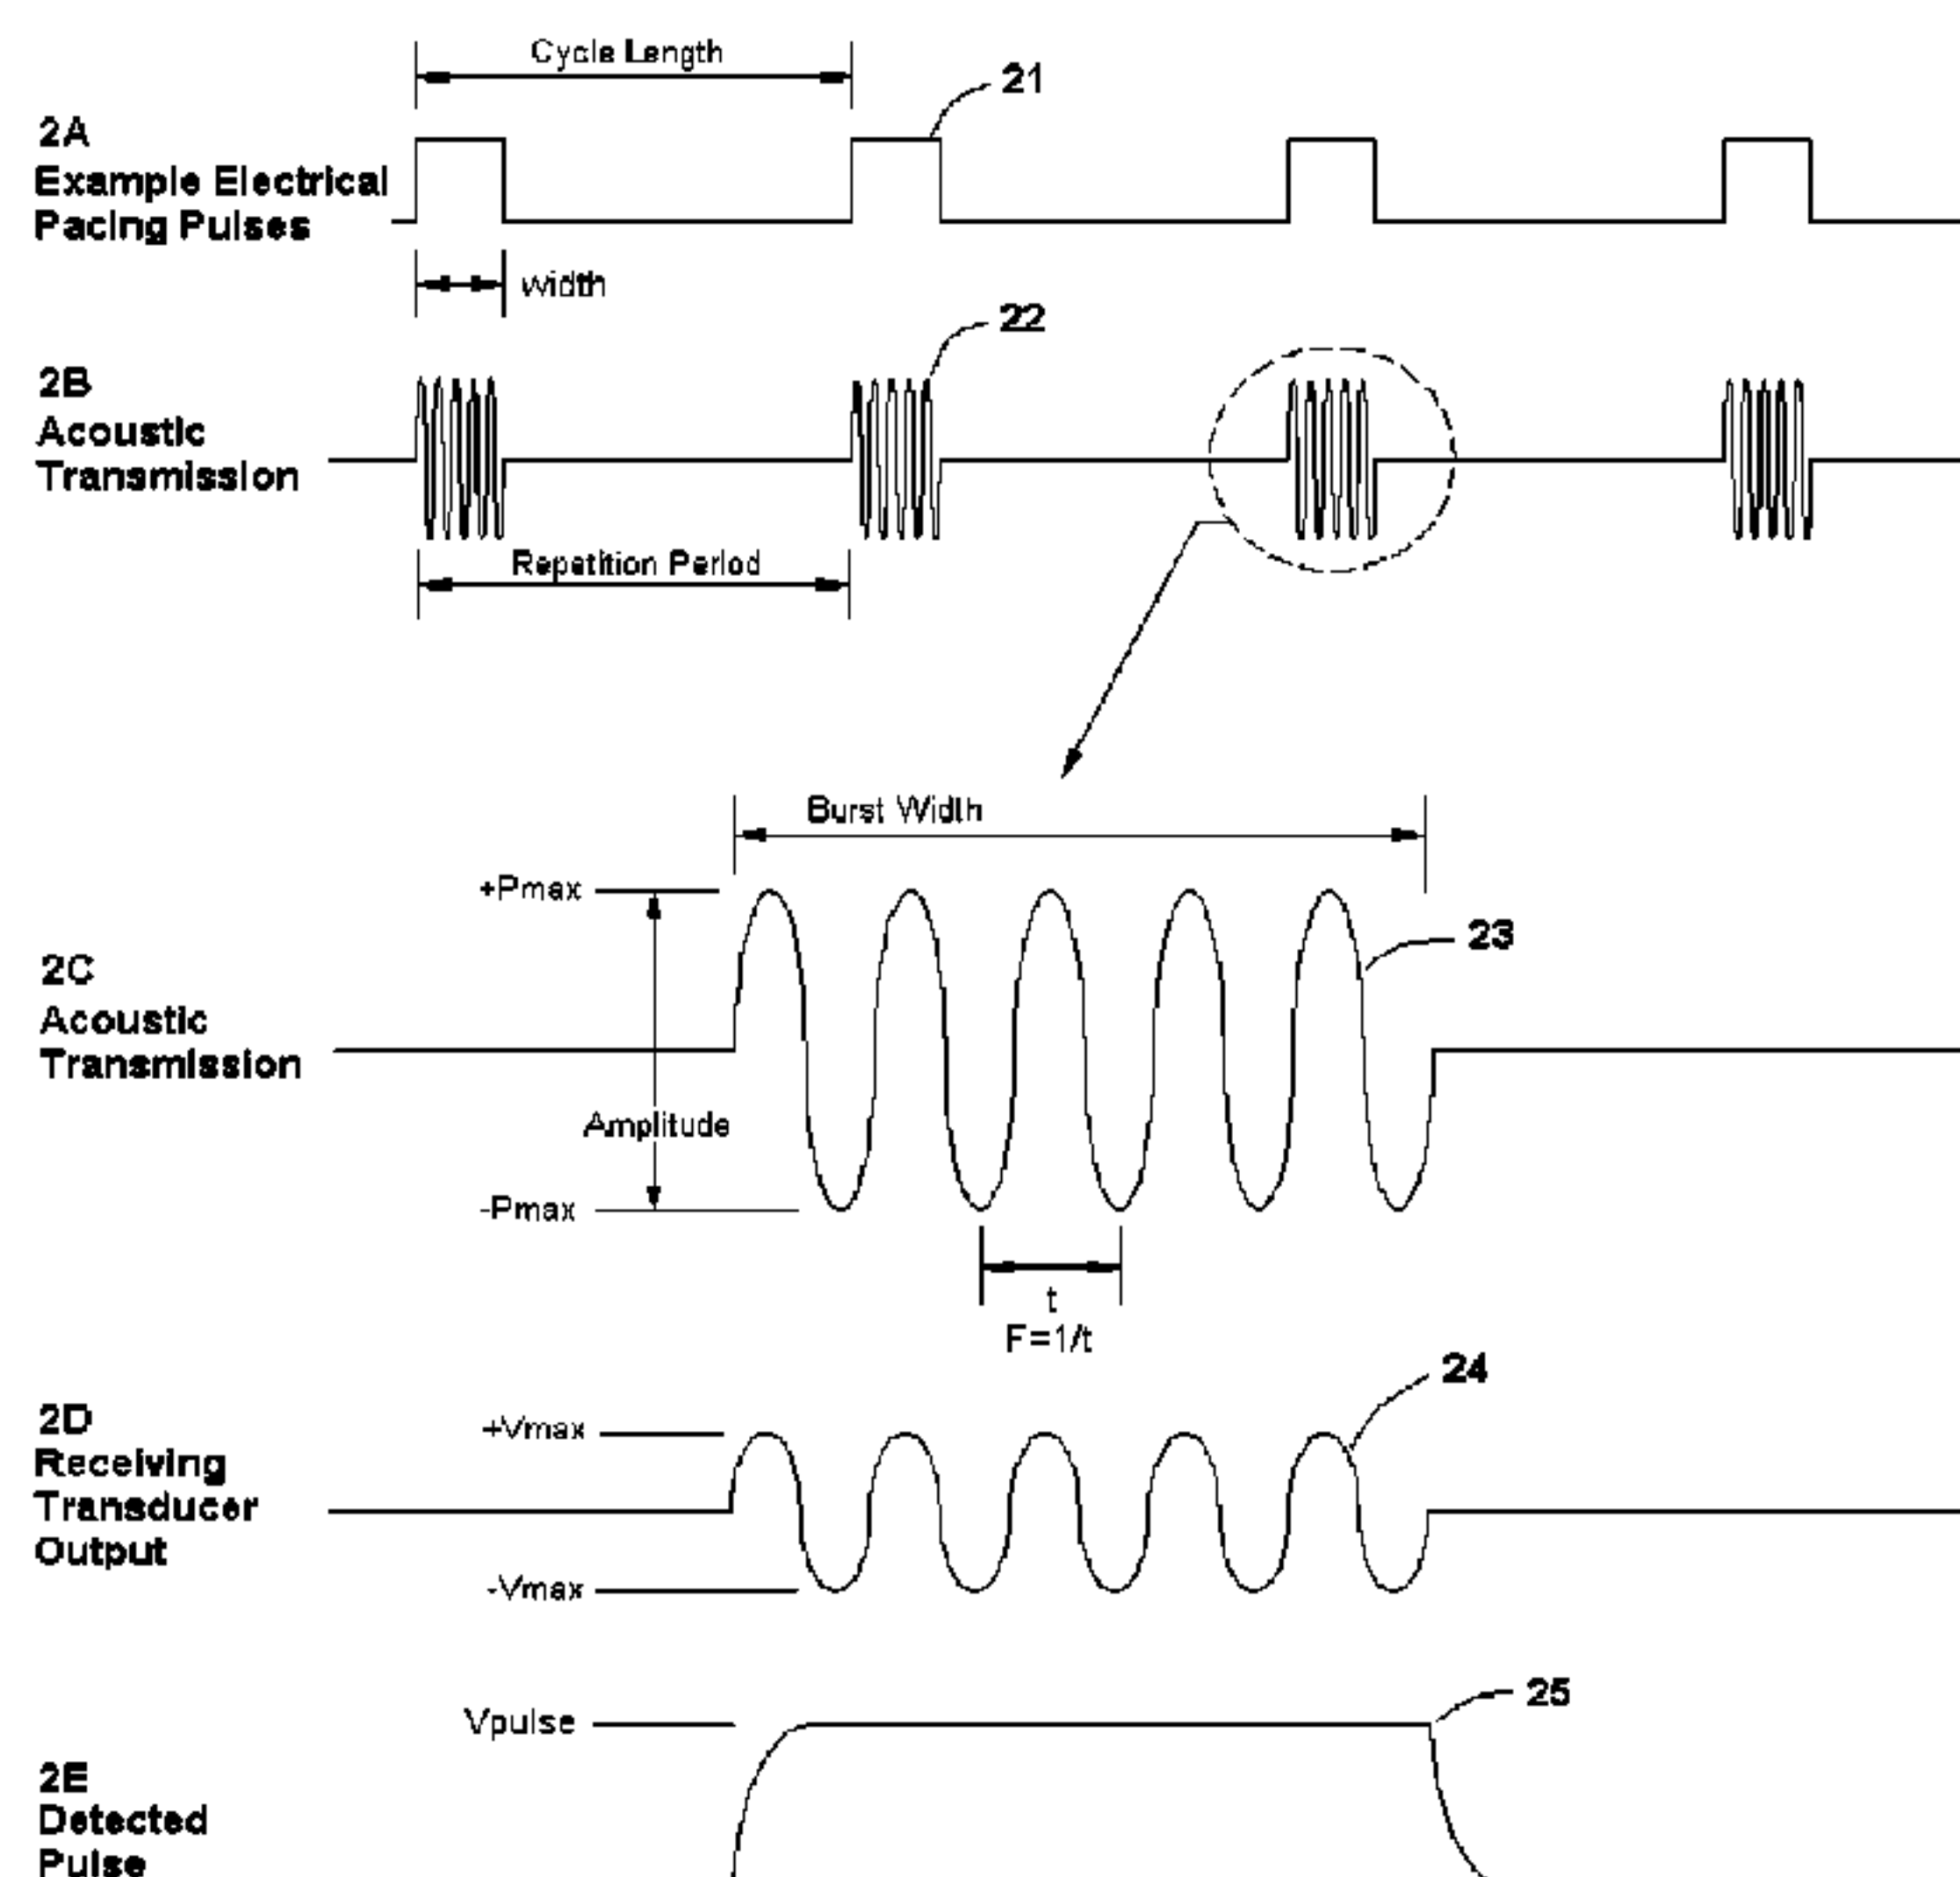 Cycle Length
21
2A
Example Electrical
Pacing Pulses
width
22
2B
Acoustic
Transmission
Repetition Period
Burst Width
+Pmax
23
2C
Acoustic
Transmission
Amplitude
-Pmax
t
F=1/t
24
2D
Receiving
Transducer
Output
+Vmax
-Vmax
25
Vpulse
2E
Detected
Pulse